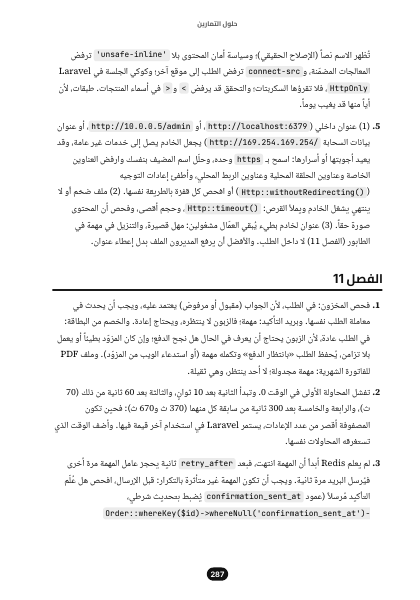 حلول التمارين
تُظهر الاسم نصاً (الإصلاح الحقيقي)؛ وسياسة أمان المحتوى بلا 'unsafe-inline' ترفض
المعالجات المضمّنة، و connect-src ترفض الطلب إلى موقع آخر؛ وكوكي الجلسة في Laravel
HttpOnly ، فلا تقرؤها السكربتات؛ والتحقق قد يرفض > و < في أسماء المنتجات. طبقات، لأن
أياً منها قد يغيب يوماً.
5. (1) عنوان داخلي ( http://localhost:6379 ، أو http://10.0.0.5/admin ، أو عنوان
بيانات السحابة http://169.254.169.254/ ) يجعل الخادم يصل إلى خدمات غير عامة، وقد
يعيد أجوبتها أو أسرارها؛ اسمح بـ https وحده، وحلّل اسم المضيف بنفسك وارفض العناوين
الخاصة وعناوين الحلقة المحلية وعناوين الربط المحلي، وأطفئ إعادات التوجيه
( Http::withoutRedirecting() ) أو افحص كل قفزة بالطريقة نفسها. (2) ملف ضخم أو لا
ينتهي يشغل الخادم ويملأ القرص: Http::timeout() ، وحجم أقصى، وفحص أن المحتوى
صورة حقاً. (3) عنوان لخادم بطيء يُبقي العمّال مشغولين: مهل قصيرة، والتنزيل في مهمة في
الطابور (الفصل 11) لا داخل الطلب. والأفضل أن يرفع المديرون الملف بدل إعطاء عنوان.
الفصل 11
1. فحص المخزون: في الطلب، لأن الجواب (مقبول أو مرفوض) يعتمد عليه، ويجب أن يحدث في
معاملة الطلب نفسها. وبريد التأكيد: مهمة؛ فالزبون لا ينتظره، ويحتاج إعادة. والخصم من البطاقة:
في الطلب عادة، لأن الزبون يحتاج أن يعرف في الحال هل نجح الدفع؛ وإن كان المزوّد بطيئاً أو يعمل
بلا تزامن، يُحفظ الطلب «بانتظار الدفع» وتكمله مهمة (أو استدعاء الويب من المزوّد). وملف PDF
للفاتورة الشهرية: مهمة مجدولة؛ لا أحد ينتظر، وهي ثقيلة.
2. تفشل المحاولة الأولى في الوقت 0. وتبدأ الثانية بعد 10 ثوانٍ، والثالثة بعد 60 ثانية من ذلك (70
ث)، والرابعة والخامسة بعد 300 ثانية من سابقة كل منهما (370 ث و670 ث)؛ فحين تكون
المصفوفة أقصر من عدد الإعادات، يستمر Laravel في استخدام آخر قيمة فيها. وأضف الوقت الذي
تستغرقه المحاولات نفسها.
3. لم يعلم Redis أبداً أن المهمة انتهت، فبعد retry_after ثانية يحجز عامل المهمة مرة أخرى
فيُرسل البريد مرة ثانية. ويجب أن تكون المهمة غير متأثرة بالتكرار: قبل الإرسال، افحص هل عُلّم
التأكيد مُرسلاً (عمود confirmation_sent_at يُضبط بتحديث شرطي،
Order::whereKey($id)->whereNull('confirmation_sent_at')-
287